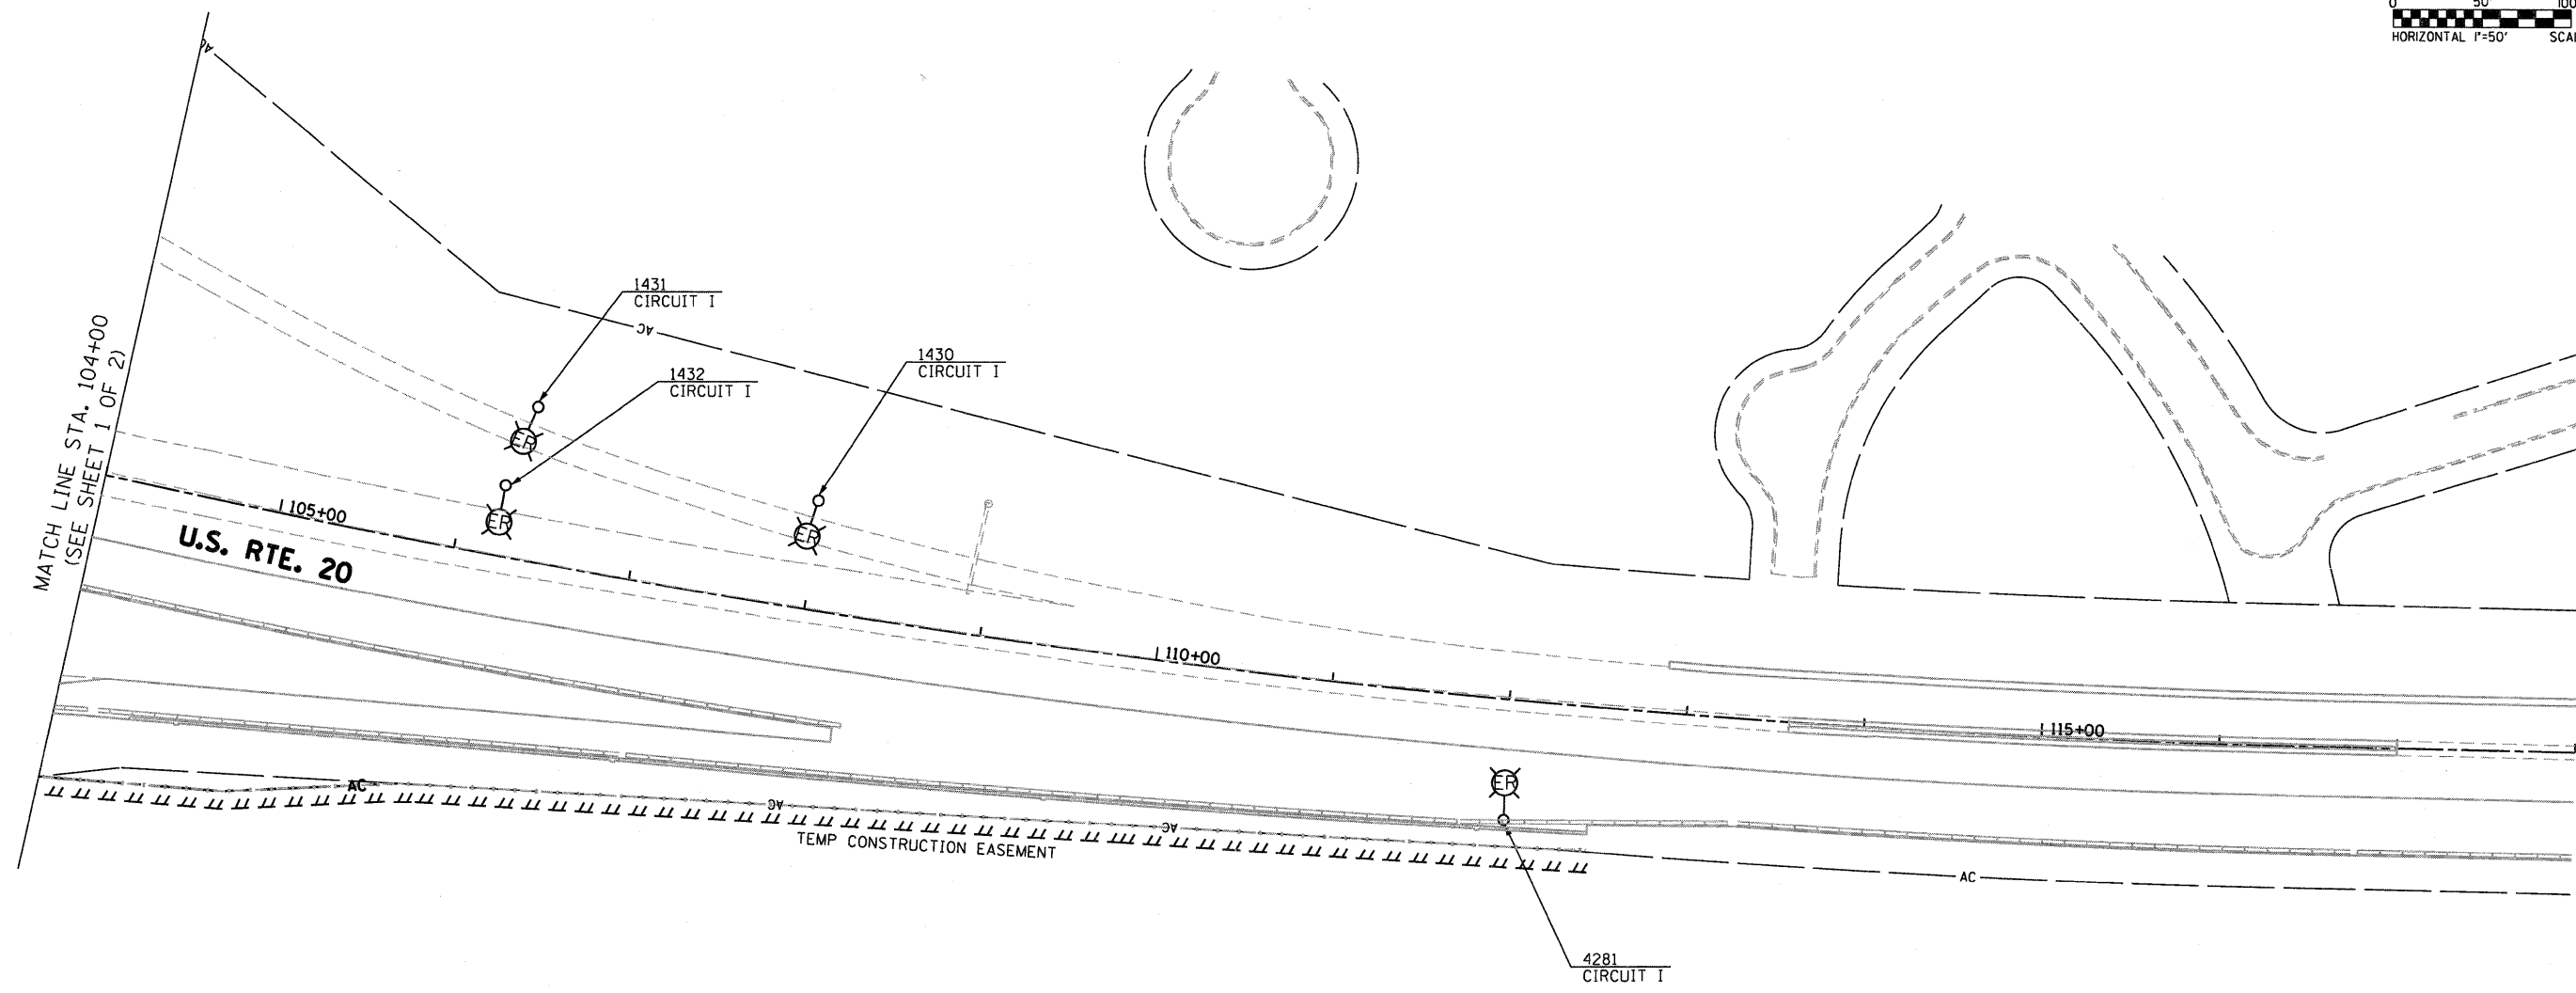 0 50 100
HORIZONTAL 1"=50'
AC
1431
CIRCUIT I
AC
1430
CIRCUIT I
1432
CIRCUIT I
MATCH LINE STA. 104+00
(SEE SHEET 1 OF 2)
ER
ER
ER
105+00
U.S. RTE. 20
110+00
115+00
ER
AC
AC
AC
TEMP CONSTRUCTION EASEMENT
AC
4281
CIRCUIT I